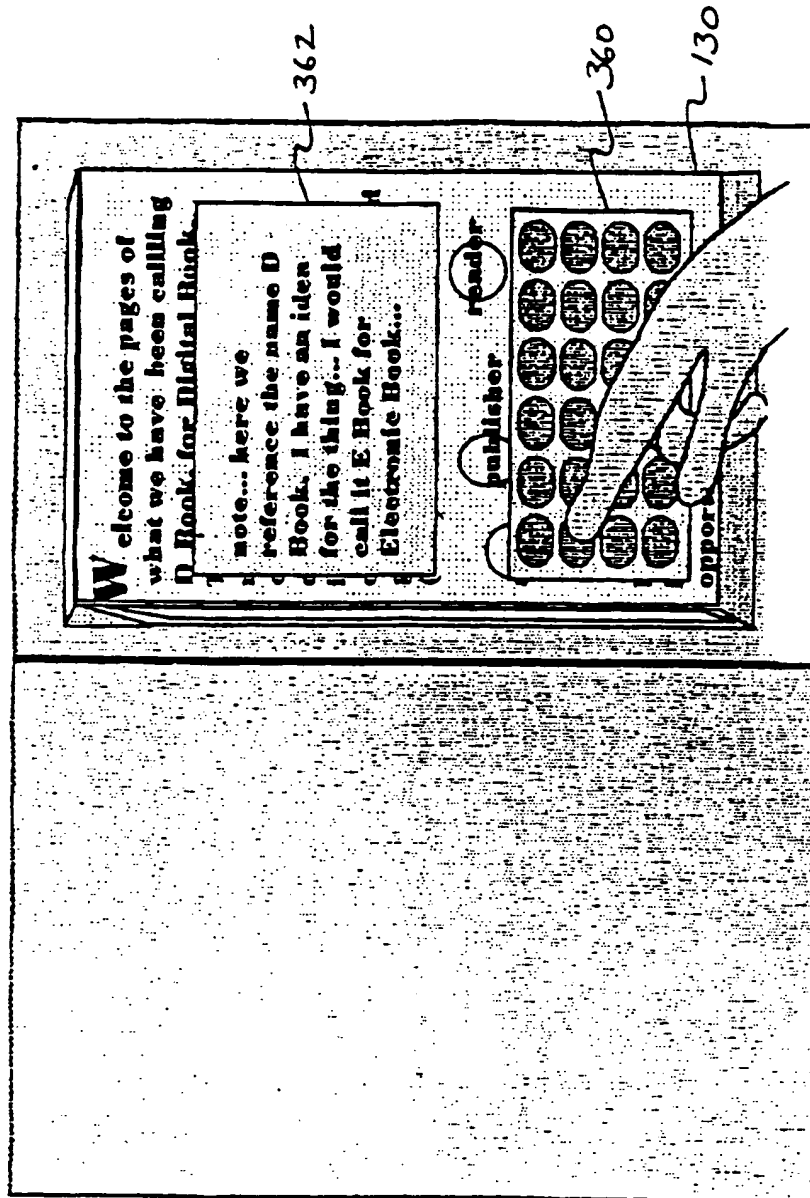 Welcome to the pages of
what we have been callling
D Book, for Digital Book.
note... here we
reference the name D
Book. I have an idea
for the thing... I would
call it E Book for
Electronic Book...
publisher reader
opport
362
360
130